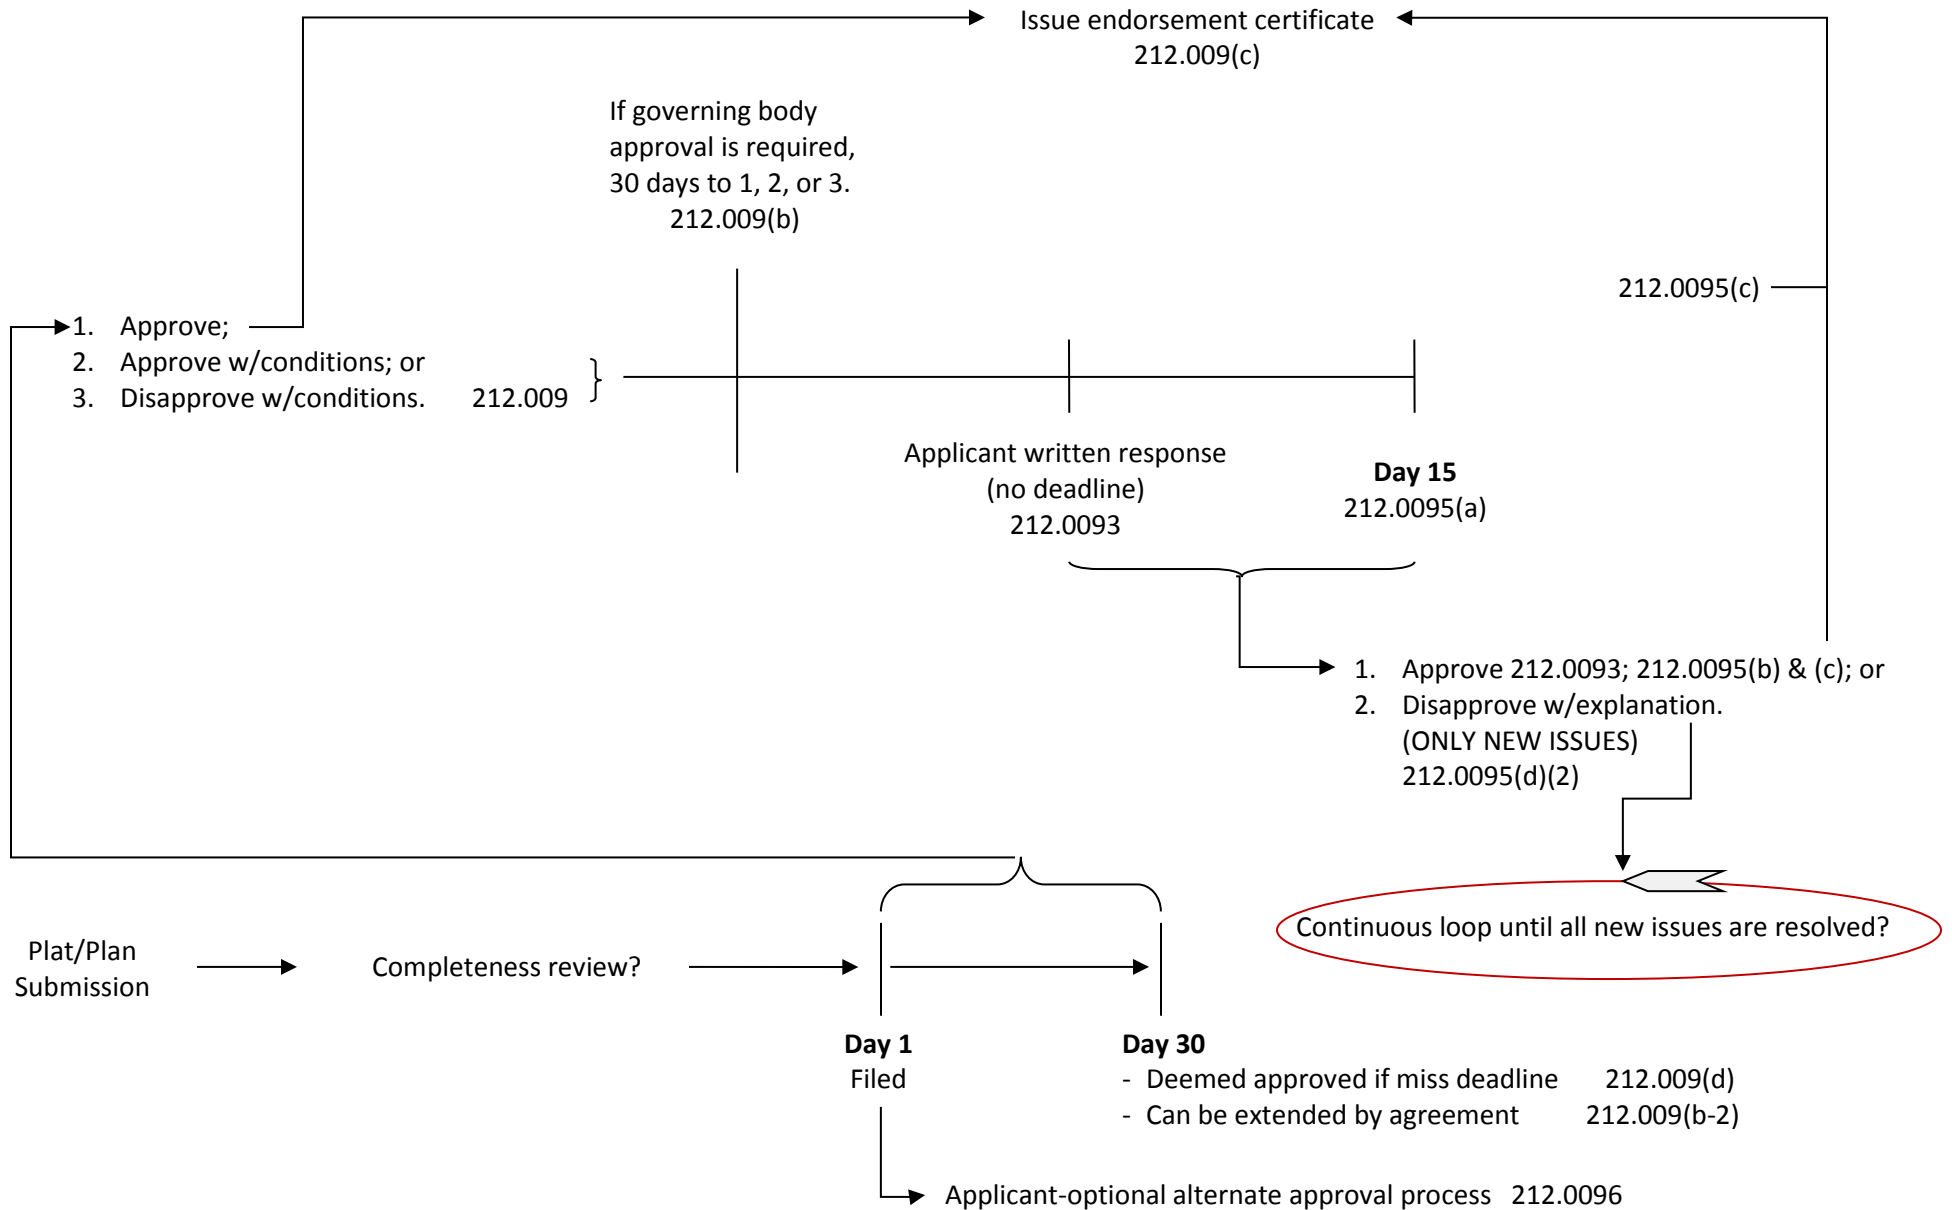 Issue endorsement certificate
212.009(c)
If governing body
approval is required,
30 days to 1, 2, or 3.
212.009(b)
212.0095(c)
1. Approve;
2. Approve w/conditions; or
3. Disapprove w/conditions. 212.009
Applicant written response
(no deadline)
212.0093
Day 15
212.0095(a)
1. Approve 212.0093; 212.0095(b) & (c); or
2. Disapprove w/explanation.
(ONLY NEW ISSUES)
212.0095(d)(2)
Continuous loop until all new issues are resolved?
Plat/Plan
Submission
Completeness review?
Day 1
Filed
Day 30
- Deemed approved if miss deadline 212.009(d)
- Can be extended by agreement 212.009(b-2)
Applicant-optional alternate approval process 212.0096